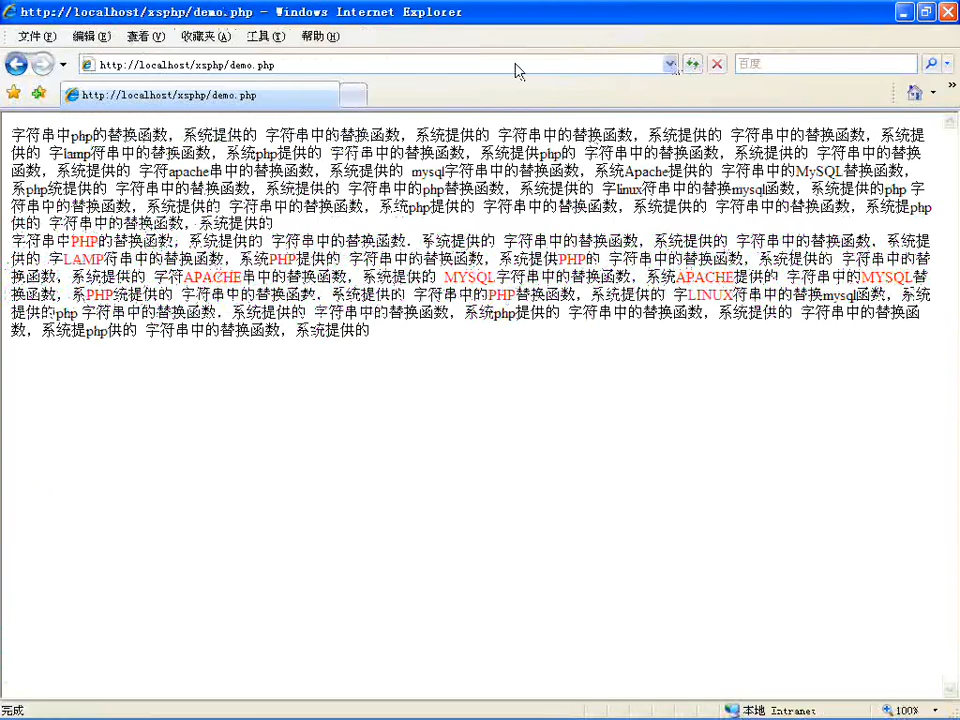 http://localhost/xsphp/demo.php - Windows Internet Explorer
文件(F) 编辑(E) 查看(V) 收藏夹(A) 工具(T) 帮助(H)
http://localhost/xsphp/demo.php 百度
http://localhost/xsphp/demo.php
字符串中php的替换函数，系统提供的 字符串中的替换函数，系统提供的 字符串中的替换函数，系统提供的 字符串中的替换函数，系统提
供的 字lamp符串中的替换函数，系统php提供的 字符串中的替换函数，系统提供php的 字符串中的替换函数，系统提供的 字符串中的替换
函数，系统提供的 字符apache串中的替换函数，系统提供的 mysql字符串中的替换函数，系统Apache提供的 字符串中的MySQL替换函数，
系php统提供的 字符串中的替换函数，系统提供的 字符串中的php替换函数，系统提供的 字linux符串中的替换mysql函数，系统提供的php 字
符串中的替换函数，系统提供的 字符串中的替换函数，系统php提供的 字符串中的替换函数，系统提供的 字符串中的替换函数，系统提php
供的 字符串中的替换函数，系统提供的
字符串中PHP的替换函数，系统提供的 字符串中的替换函数．系统提供的 字符串中的替换函数，系统提供的 字符串中的替换函数．系统提
供的 字LAMP符串中的替换函数，系统PHP提供的 字符串中的替换函数，系统提供PHP的 字符串中的替换函数，系统提供的 字符串中的替
换函数，系统提供的 字符APACHE串中的替换函数，系统提供的 MYSQL字符串中的替换函数，系统APACHE提供的 字符串中的MYSQL替
换函数，系PHP统提供的 字符串中的替换函数．系统提供的 字符串中的PHP替换函数，系统提供的 字LINUX符串中的替换mysql函数，系统
提供的php 字符串中的替换函数．系统提供的 字符串中的替换函数，系统php提供的 字符串中的替换函数，系统提供的 字符串中的替换函
数，系统提php供的 字符串中的替换函数，系统提供的
完成 本地 Intranet 100%